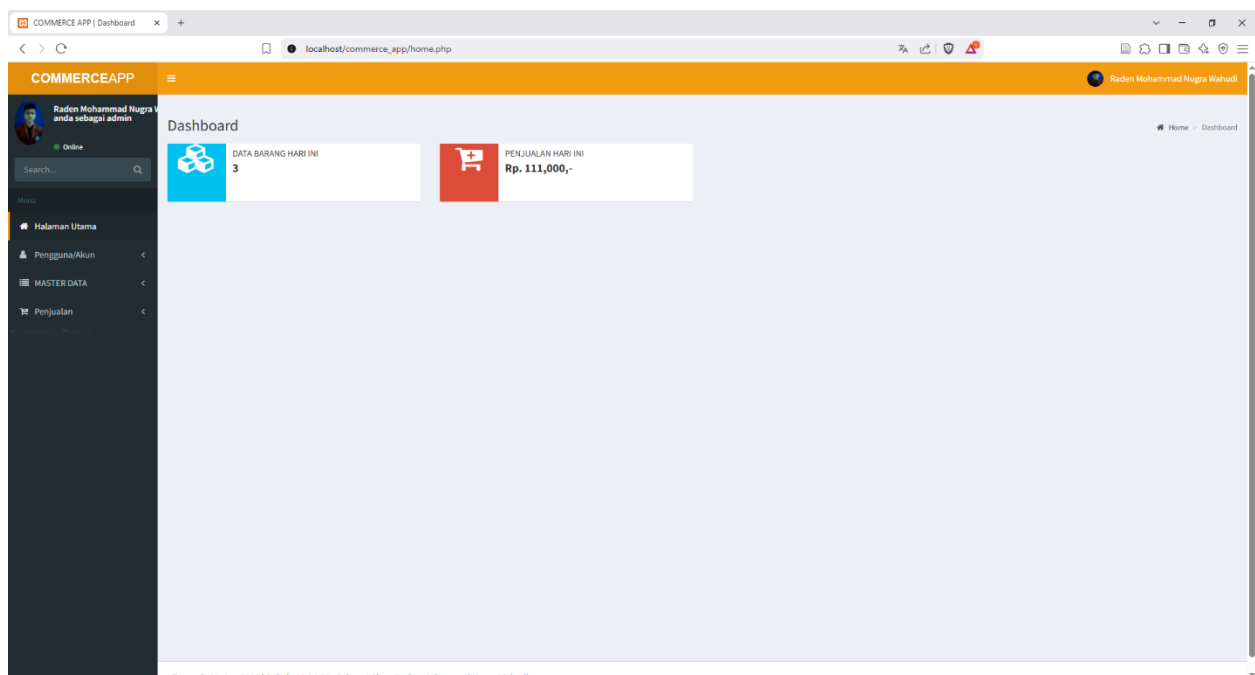 COMMERCE APP | Dashboard
localhost/commerce_app/home.php
COMMERCEAPP
Raden Mohammad Nugra Wahudi
Raden Mohammad Nugra
anda sebagai admin
Online
Search...
Menu
Halaman Utama
Pengguna/Akun
MASTER DATA
Penjualan
Dashboard
Home > Dashboard
DATA BARANG HARI INI
3
PENJUALAN HARI INI
Rp. 111,000,-